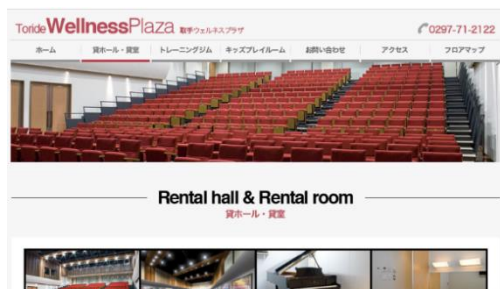 Toride WellnessPlaza 取手ウェルネスプラザ
0297-71-2122
ホーム 貸ホール・貸室 トレーニングジム キッズプレイルーム お問い合わせ アクセス フロアマップ
Rental hall & Rental room
貸ホール・貸室